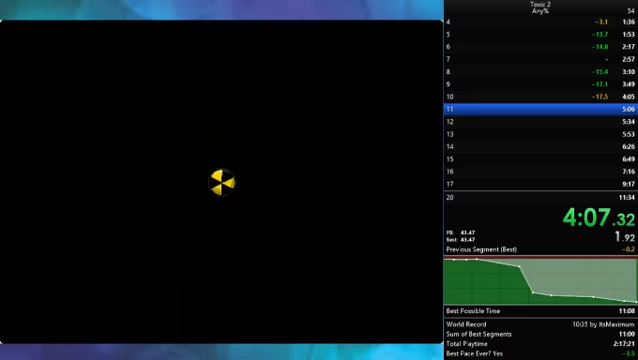 Toxic 2
Any% 54
4 -3.1 1:36
5 -13.7 1:53
6 -14.8 2:17
7 - 2:57
8 -15.4 3:10
9 -17.1 3:49
10 -17.5 4:05
11 5:06
12 5:34
13 5:53
14 6:26
15 6:49
16 7:16
17 9:17
20 11:34
4:07.32
PB: 43.47
Best: 43.47
1.92
Previous Segment (Best) -0.2
Best Possible Time 11:08
World Record 10:35 by ItsMaximum
Sum of Best Segments 11:00
Total Playtime 2:17:21
Best Pace Ever? Yes -3.5